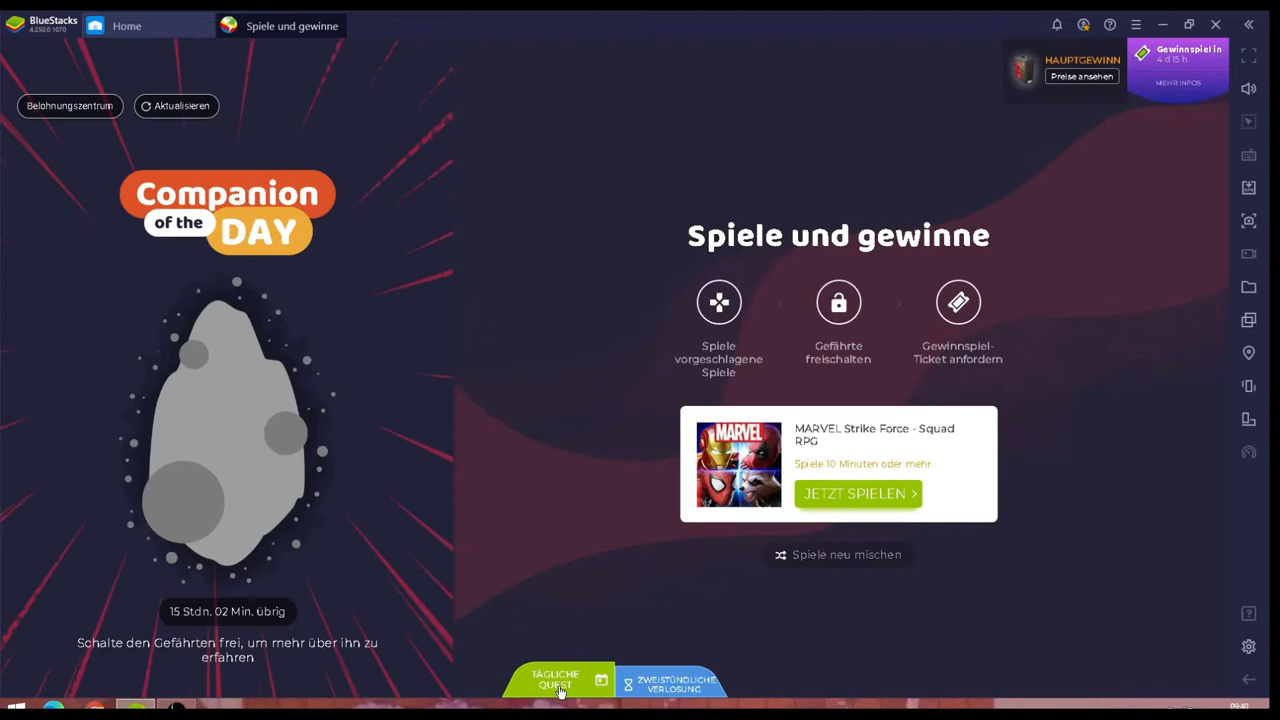 BlueStacks
4.250.0.1070
Home
Spiele und gewinne
HAUPTGEWINN
Preise ansehen
Gewinnspiel in
4 d 15 h
MEHR INFOS
Belohnungszentrum
Aktualisieren
Companion
of the
DAY
Spiele und gewinne
Spiele
vorgeschlagene
Spiele
Gefährte
freischalten
Gewinnspiel-
Ticket anfordern
MARVEL
MARVEL Strike Force - Squad
RPG
Spiele 10 Minuten oder mehr
JETZT SPIELEN
Spiele neu mischen
15 Stdn. 02 Min. übrig
Schalte den Gefährten frei, um mehr über ihn zu
erfahren
TÄGLICHE
QUEST
ZWEISTÜNDLICHE
VERLOSUNG
09:40